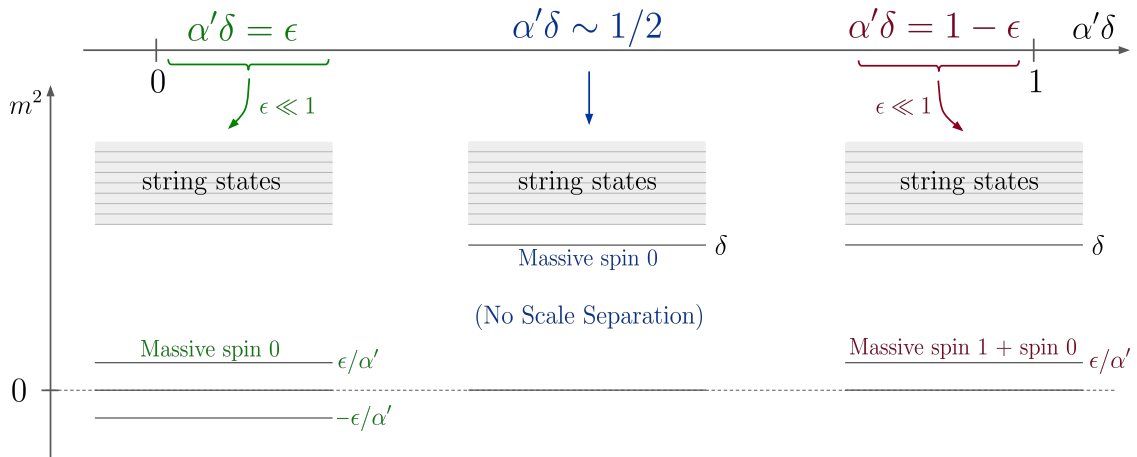 α′δ = ϵ
α′δ ∼ 1/2
α′δ = 1 − ϵ
α′δ
0
1
m²
ϵ ≪ 1
ϵ ≪ 1
string states
string states
string states
δ
δ
Massive spin 0
(No Scale Separation)
Massive spin 0
ϵ/α′
Massive spin 1 + spin 0
ϵ/α′
0
−ϵ/α′